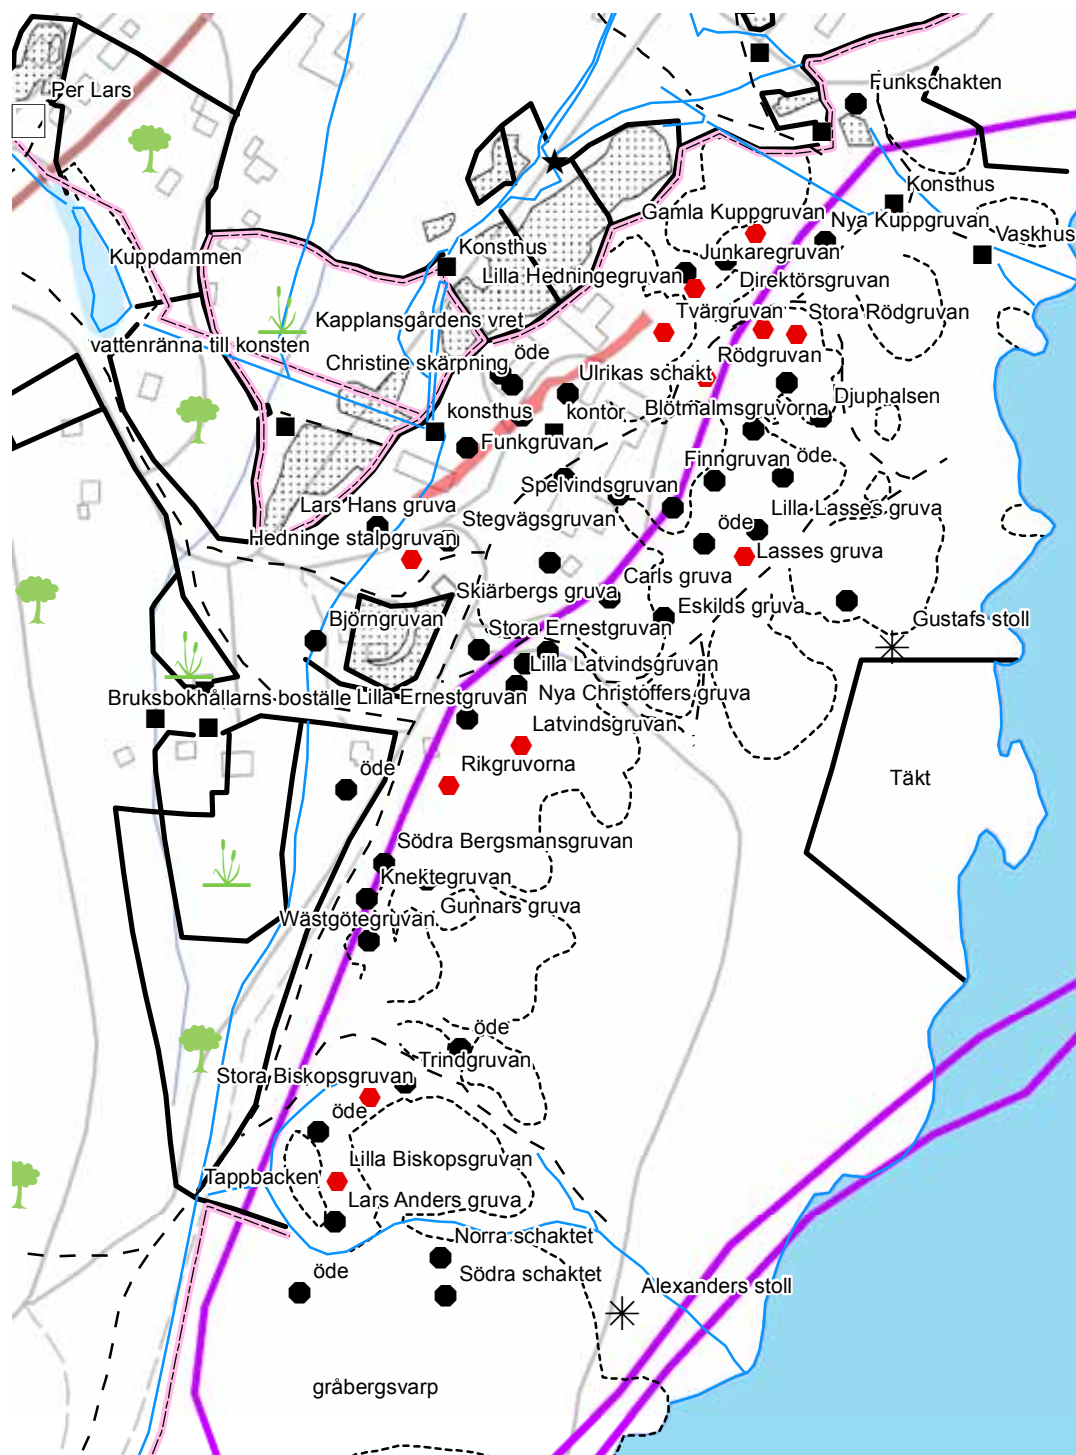 Per Lars
Funkschakten
Konsthus
Gamla Kuppgruvan
Nya Kuppgruvan
Vaskhus
Kuppdammen
Konsthus
Junkaregruvan
Lilla Hedningegruvan
Direktörsgruvan
Kapplansgårdens vret
Tvärgruvan
Stora Rödgruvan
vattenränna till konsten
öde
Rödgruvan
Christine skärpning
Ulrikas schakt
Djuphalsen
konsthus
kontor
Blötmalmsgruvorna
Funkgruvan
Finngruvan
öde
Spelvindsgruvan
Lars Hans gruva
Stegvägsgruvan
öde
Lilla Lasses gruva
Hedninge stalpgruvan
Lasses gruva
Carls gruva
Skiärbergs gruva
Eskilds gruva
Björngruvan
Stora Ernestgruvan
Gustafs stoll
Lilla Latvindsgruvan
Bruksbokhållarns boställe
Lilla Ernestgruvan
Nya Christoffers gruva
Latvindsgruvan
öde
Rikgruvorna
Täkt
Södra Bergsmansgruvan
Knektegruvan
Gunnars gruva
Wästgötegruvan
öde
Trindgruvan
Stora Biskopsgruvan
öde
Lilla Biskopsgruvan
Tappbacken
Lars Anders gruva
Norra schaktet
öde
Södra schaktet
Alexanders stoll
gråbergsvarp